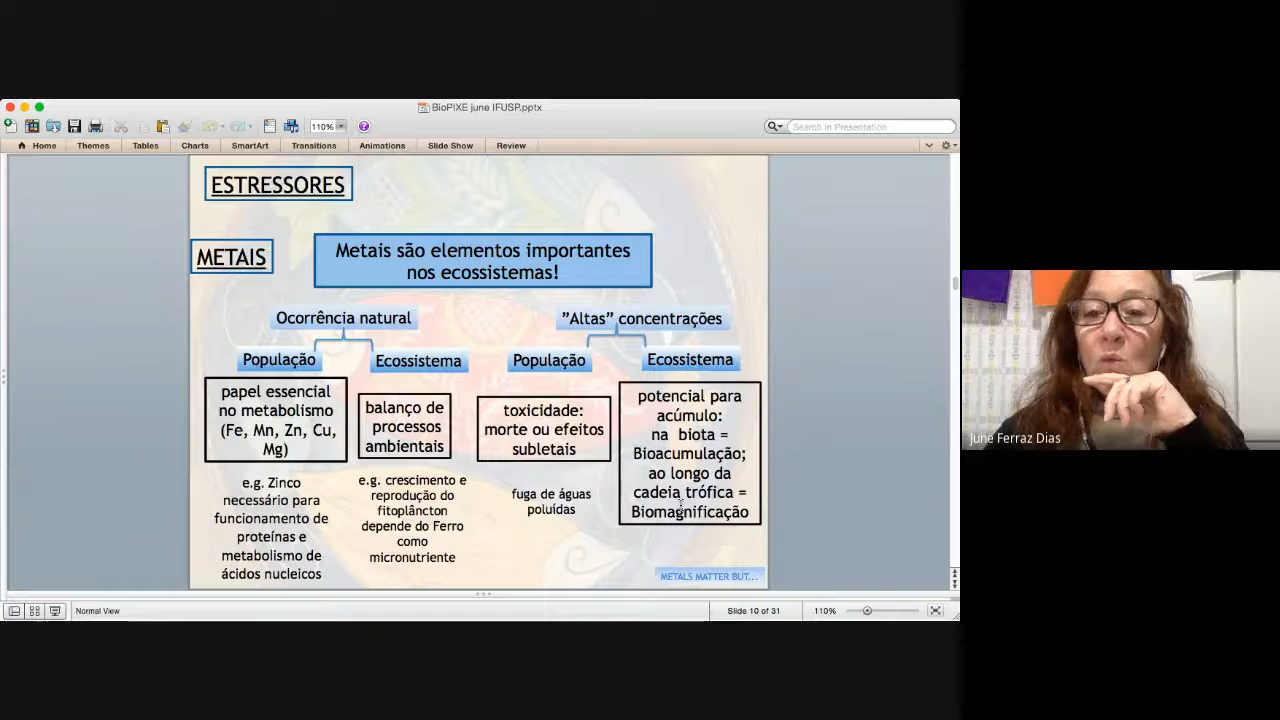 BioPIXE june IFUSP.pptx
110%
Search in Presentation
Home Themes Tables Charts SmartArt Transitions Animations Slide Show Review
ESTRESSORES
METAIS
Metais são elementos importantes
nos ecossistemas!
Ocorrência natural
População
Ecossistema
papel essencial
no metabolismo
(Fe, Mn, Zn, Cu,
Mg)
e.g. Zinco
necessário para
funcionamento de
proteínas e
metabolismo de
ácidos nucleicos
balanço de
processos
ambientais
e.g. crescimento e
reprodução do
fitoplâncton
depende do Ferro
como
micronutriente
”Altas” concentrações
População
Ecossistema
toxicidade:
morte ou efeitos
subletais
fuga de águas
poluídas
potencial para
acúmulo:
na biota =
Bioacumulação;
ao longo da
cadeia trófica =
Biomagnificação
METALS MATTER BUT...
Normal View
Slide 10 of 31
110%
June Ferraz Dias